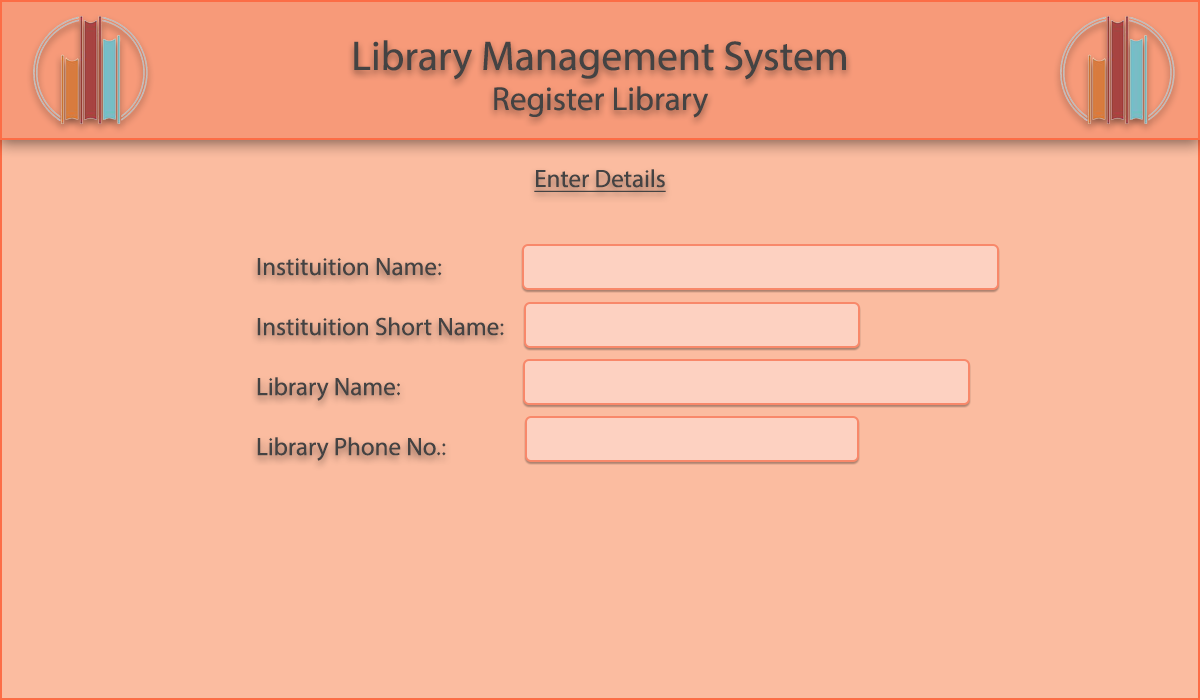 Library Management System
Register Library
Enter Details
Instituition Name:
Instituition Short Name:
Library Name:
Library Phone No.: